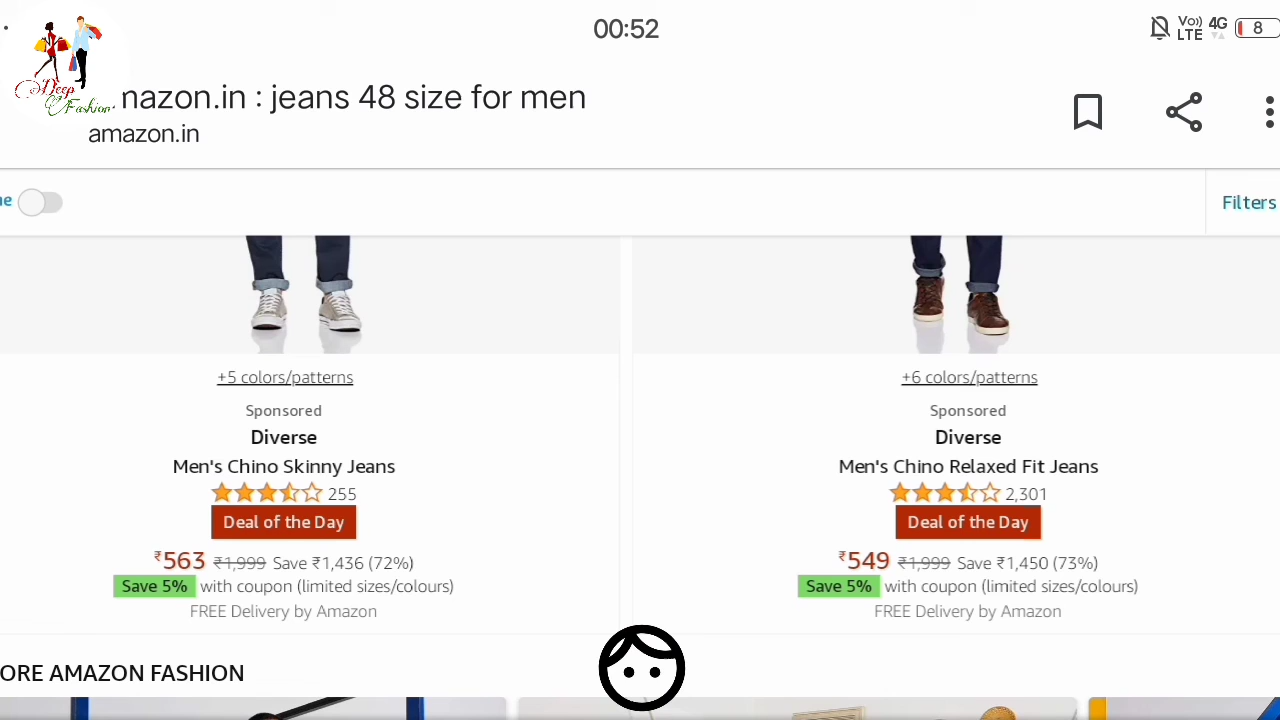 00:52
Vo)) LTE 4G 8
Deep
Fashion
mazon.in : jeans 48 size for men
amazon.in
Filters
+5 colors/patterns
Sponsored
Diverse
Men's Chino Skinny Jeans
255
Deal of the Day
₹563 ₹1,999 Save ₹1,436 (72%)
Save 5% with coupon (limited sizes/colours)
FREE Delivery by Amazon
+6 colors/patterns
Sponsored
Diverse
Men's Chino Relaxed Fit Jeans
2,301
Deal of the Day
₹549 ₹1,999 Save ₹1,450 (73%)
Save 5% with coupon (limited sizes/colours)
FREE Delivery by Amazon
ORE AMAZON FASHION